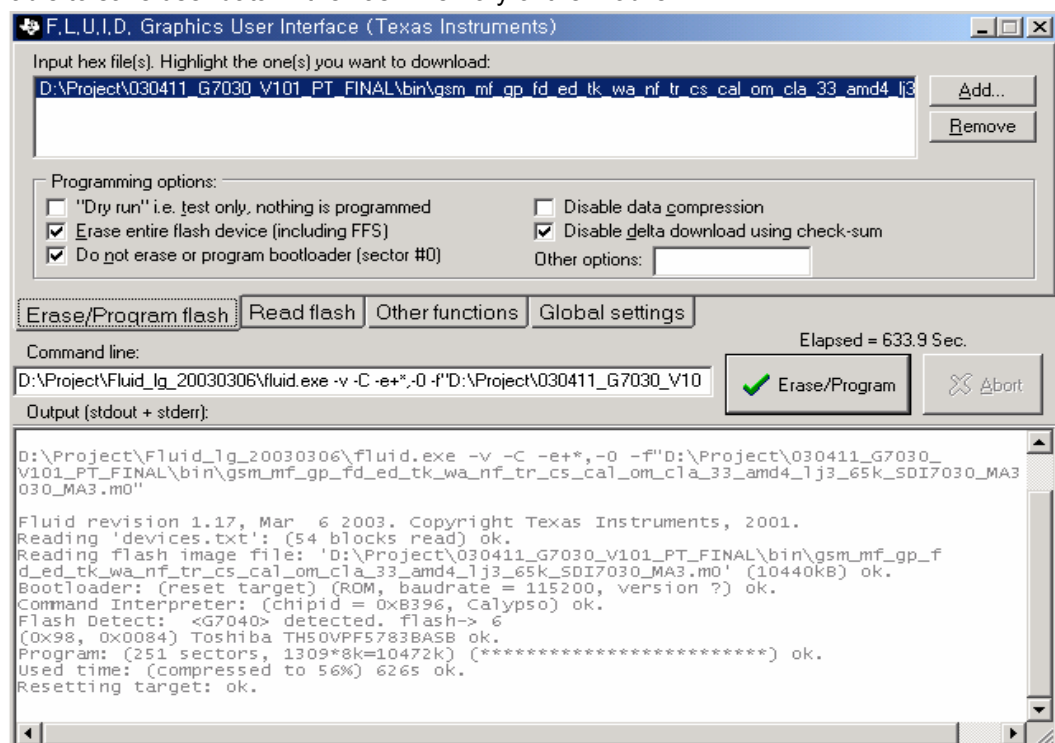 F.L.U.I.D. Graphics User Interface (Texas Instruments)
Input hex file(s). Highlight the one(s) you want to download:
D:\Project\030411_G7030_V101_PT_FINAL\bin\gsm_mf_gp_fd_ed_tk_wa_nf_tr_cs_cal_om_cla_33_amd4_lj3
Add...
Remove
Programming options:
"Dry run" i.e. test only, nothing is programmed
Disable data compression
Erase entire flash device (including FFS)
Disable delta download using check-sum
Do not erase or program bootloader (sector #0)
Other options:
Erase/Program flash
Read flash
Other functions
Global settings
Elapsed = 633.9 Sec.
Command line:
D:\Project\Fluid_lg_20030306\fluid.exe -v -C -e+*,-0 -f"D:\Project\030411_G7030_V10
Erase/Program
Abort
Output (stdout + stderr):
D:\Project\Fluid_lg_20030306\fluid.exe -v -C -e+*,-0 -f"D:\Project\030411_G7030_
V101_PT_FINAL\bin\gsm_mf_gp_fd_ed_tk_wa_nf_tr_cs_cal_om_cla_33_amd4_lj3_65k_SDI7030_MA3
030_MA3.m0"
Fluid revision 1.17, Mar  6 2003. Copyright Texas Instruments, 2001.
Reading 'devices.txt': (54 blocks read) ok.
Reading flash image file: 'D:\Project\030411_G7030_V101_PT_FINAL\bin\gsm_mf_gp_f
d_ed_tk_wa_nf_tr_cs_cal_om_cla_33_amd4_lj3_65k_SDI7030_MA3.m0' (10440kB) ok.
Bootloader: (reset target) (ROM, baudrate = 115200, version ?) ok.
Command Interpreter: (chipid = 0xB396, Calypso) ok.
Flash Detect:  <G7040> detected. flash-> 6
(0x98, 0x0084) Toshiba TH50VPF5783BASB ok.
Program: (251 sectors, 1309*8k=10472k) (*************************) ok.
Used time: (compressed to 56%) 626s ok.
Resetting target: ok.